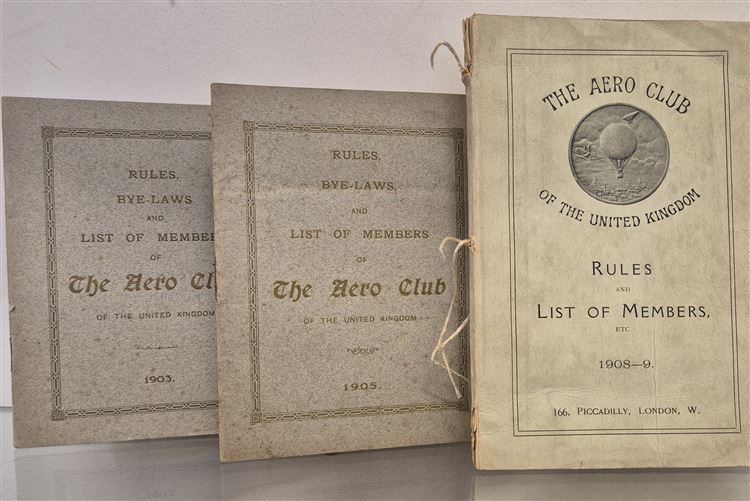 RULES,
BYE-LAWS
AND
LIST OF MEMBER
OF
The Aero Cl
OF THE UNITED KINGDOM
1903.
RULES,
BYE-LAWS,
AND
LIST OF MEMBERS
OF
The Aero Club
OF THE UNITED KINGDOM
1905.
THE AERO CLUB
OF THE UNITED KINGDOM
RULES
AND
LIST OF MEMBERS,
ETC.
1908—9.
166, PICCADILLY, LONDON, W.